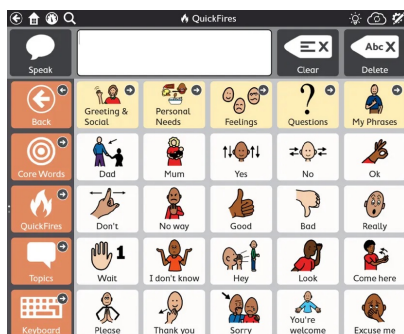 QuickFires
Speak
Clear
Abc X
Delete
Back
Greeting &
Social
Personal
Needs
Feelings
?
Questions
My Phrases
Core Words
Dad
Mum
Yes
No
Ok
QuickFires
Don't
No way
Good
Bad
Really
Topics
1
Wait
I don't know
Hey
Look
Come here
Keyboard
Please
Thank you
Sorry
You're
welcome
Excuse me